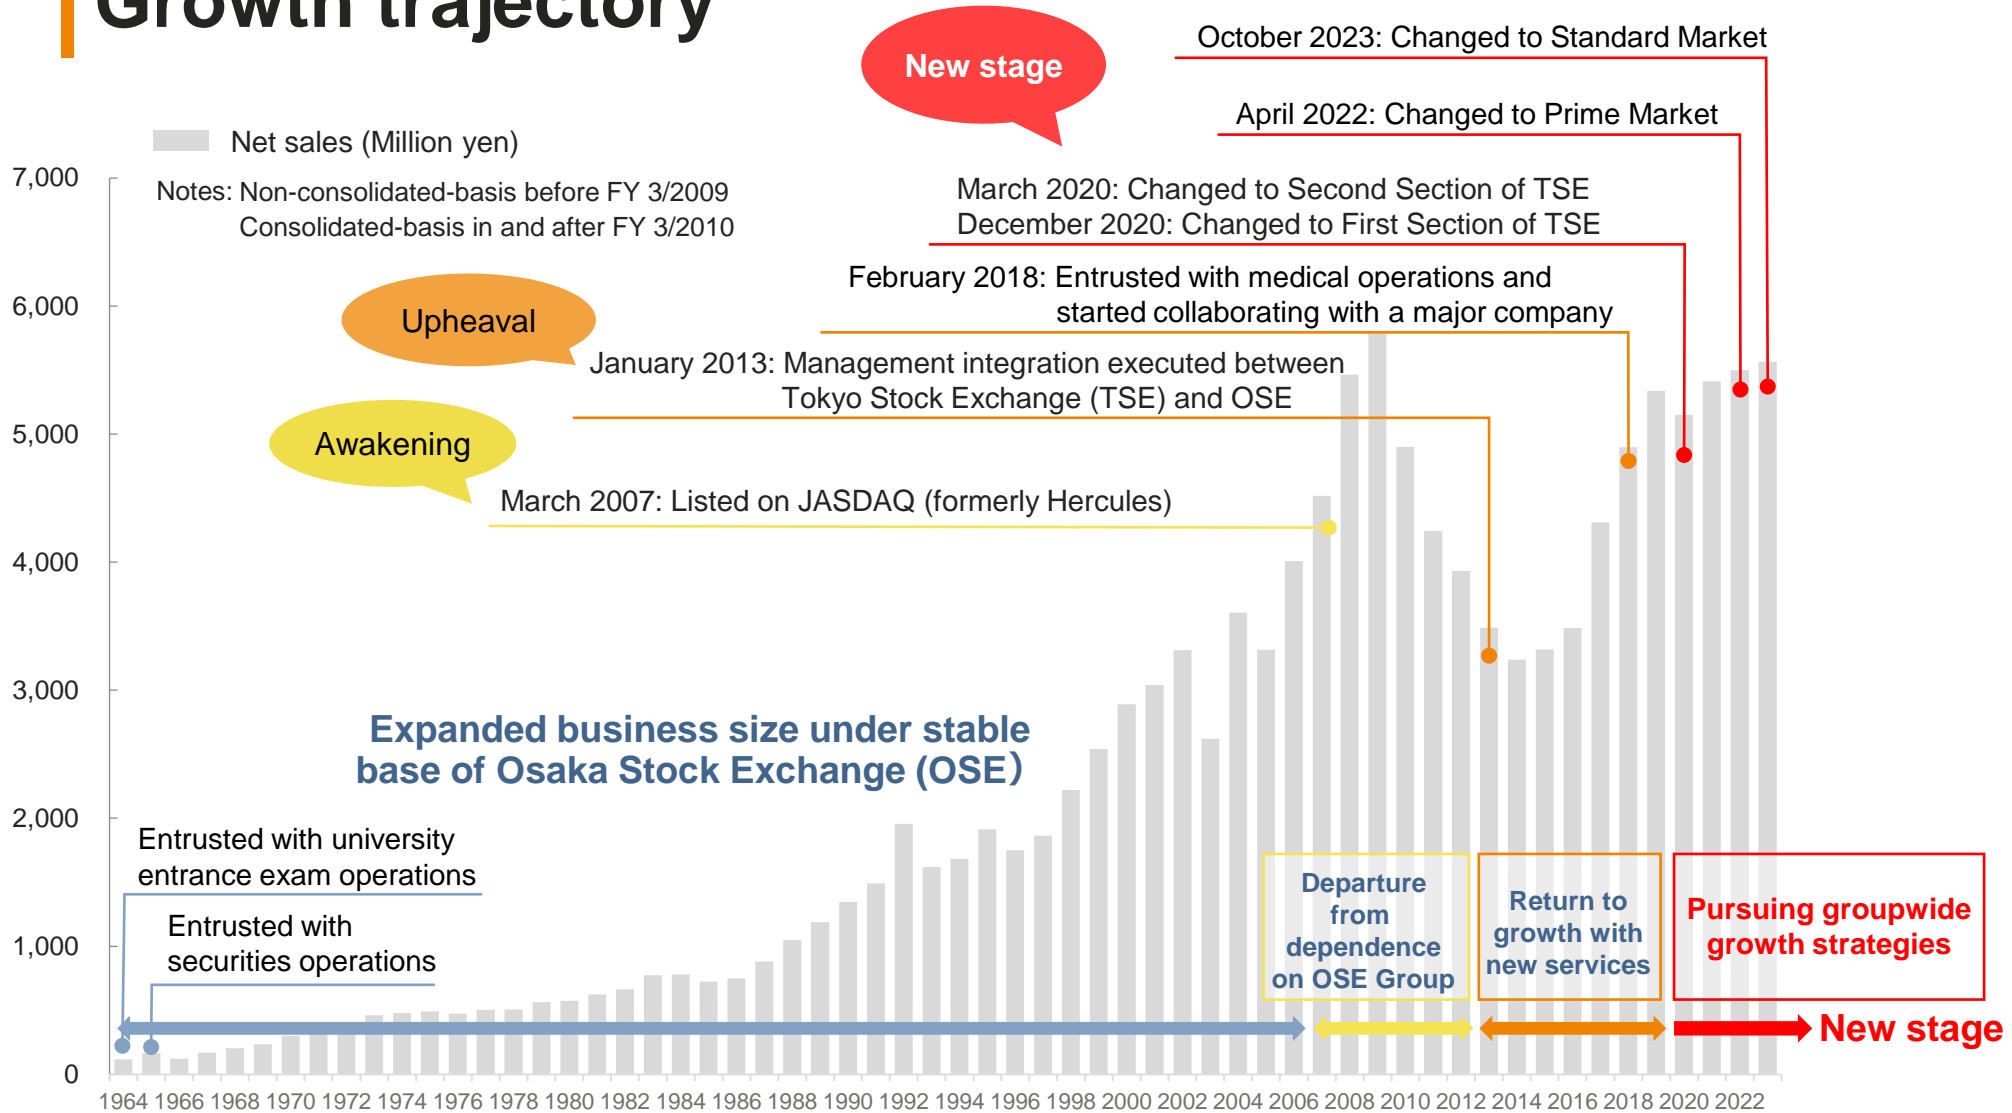 Growth trajectory
New stage
October 2023: Changed to Standard Market
April 2022: Changed to Prime Market
Net sales (Million yen)
Notes: Non-consolidated-basis before FY 3/2009
Consolidated-basis in and after FY 3/2010
March 2020: Changed to Second Section of TSE
December 2020: Changed to First Section of TSE
February 2018: Entrusted with medical operations and
started collaborating with a major company
Upheaval
January 2013: Management integration executed between
Tokyo Stock Exchange (TSE) and OSE
Awakening
March 2007: Listed on JASDAQ (formerly Hercules)
Expanded business size under stable
base of Osaka Stock Exchange (OSE）
Entrusted with university
entrance exam operations
Entrusted with
securities operations
Departure
from
dependence
on OSE Group
Return to
growth with
new services
Pursuing groupwide
growth strategies
New stage
7,000
6,000
5,000
4,000
3,000
2,000
1,000
0
1964 1966 1968 1970 1972 1974 1976 1978 1980 1982 1984 1986 1988 1990 1992 1994 1996 1998 2000 2002 2004 2006 2008 2010 2012 2014 2016 2018 2020 2022